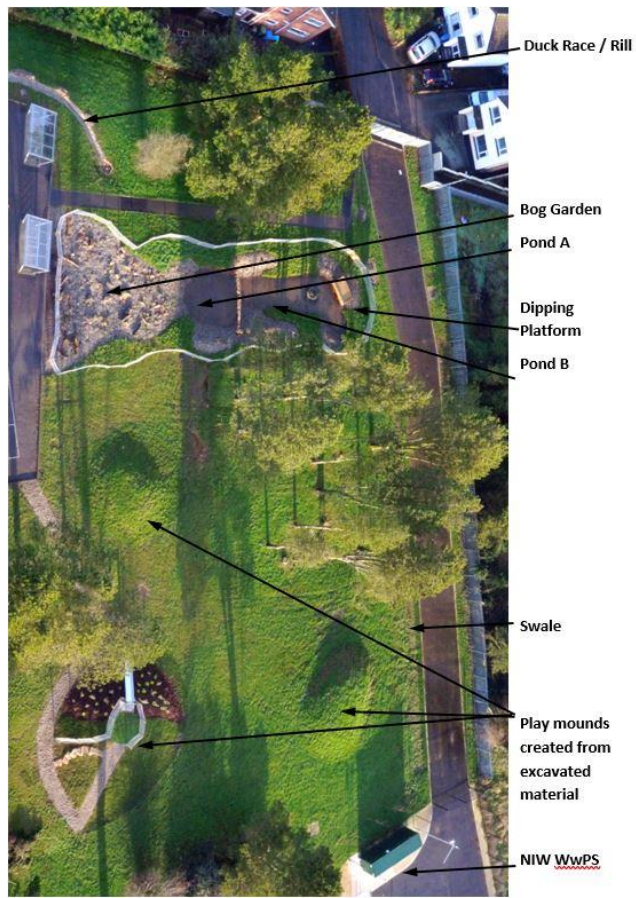 Duck Race / Rill
Bog Garden
Pond A
Dipping
Platform
Pond B
Swale
Play mounds
created from
excavated
material
NIW WwPS